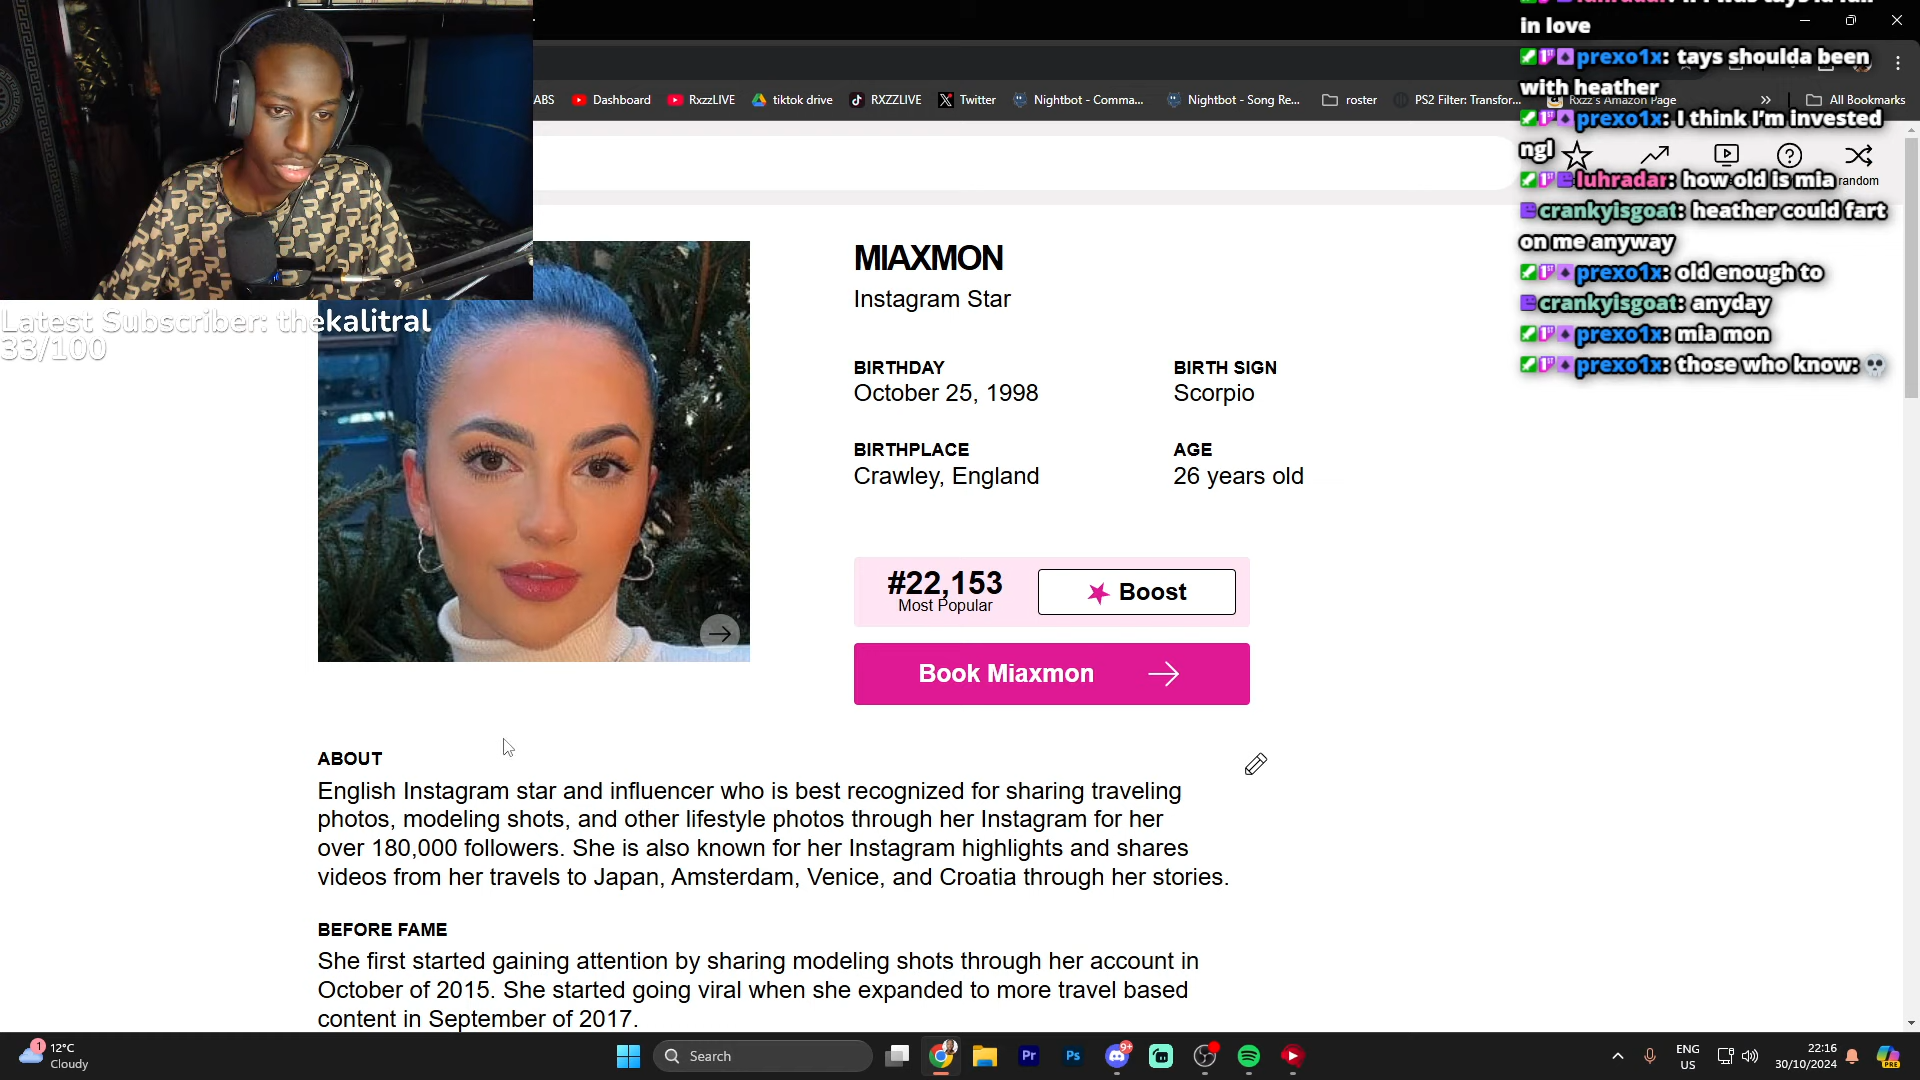 ABS Dashboard RxzzLIVE tiktok drive RXZZLIVE Twitter Nightbot - Comma... Nightbot - Song Re... roster PS2 Filter: Transfor... Rxzz's Amazon Page » All Bookmarks
random
in love
prexo1x: tays shoulda been
with heather
prexo1x: I think I'm invested
ngl
luhradar: how old is mia
crankyisgoat: heather could fart
on me anyway
prexo1x: old enough to
crankyisgoat: anyday
prexo1x: mia mon
prexo1x: those who know: 💀
Latest Subscriber: thekalitral
33/100
MIAXMON
Instagram Star
BIRTHDAY
October 25, 1998
BIRTH SIGN
Scorpio
BIRTHPLACE
Crawley, England
AGE
26 years old
#22,153
Most Popular
Boost
Book Miaxmon
ABOUT
English Instagram star and influencer who is best recognized for sharing traveling
photos, modeling shots, and other lifestyle photos through her Instagram for her
over 180,000 followers. She is also known for her Instagram highlights and shares
videos from her travels to Japan, Amsterdam, Venice, and Croatia through her stories.
BEFORE FAME
She first started gaining attention by sharing modeling shots through her account in
October of 2015. She started going viral when she expanded to more travel based
content in September of 2017.
1
12°C
Cloudy
Search
Pr
Ps
9+
ENG
US
22:16
30/10/2024
PRE